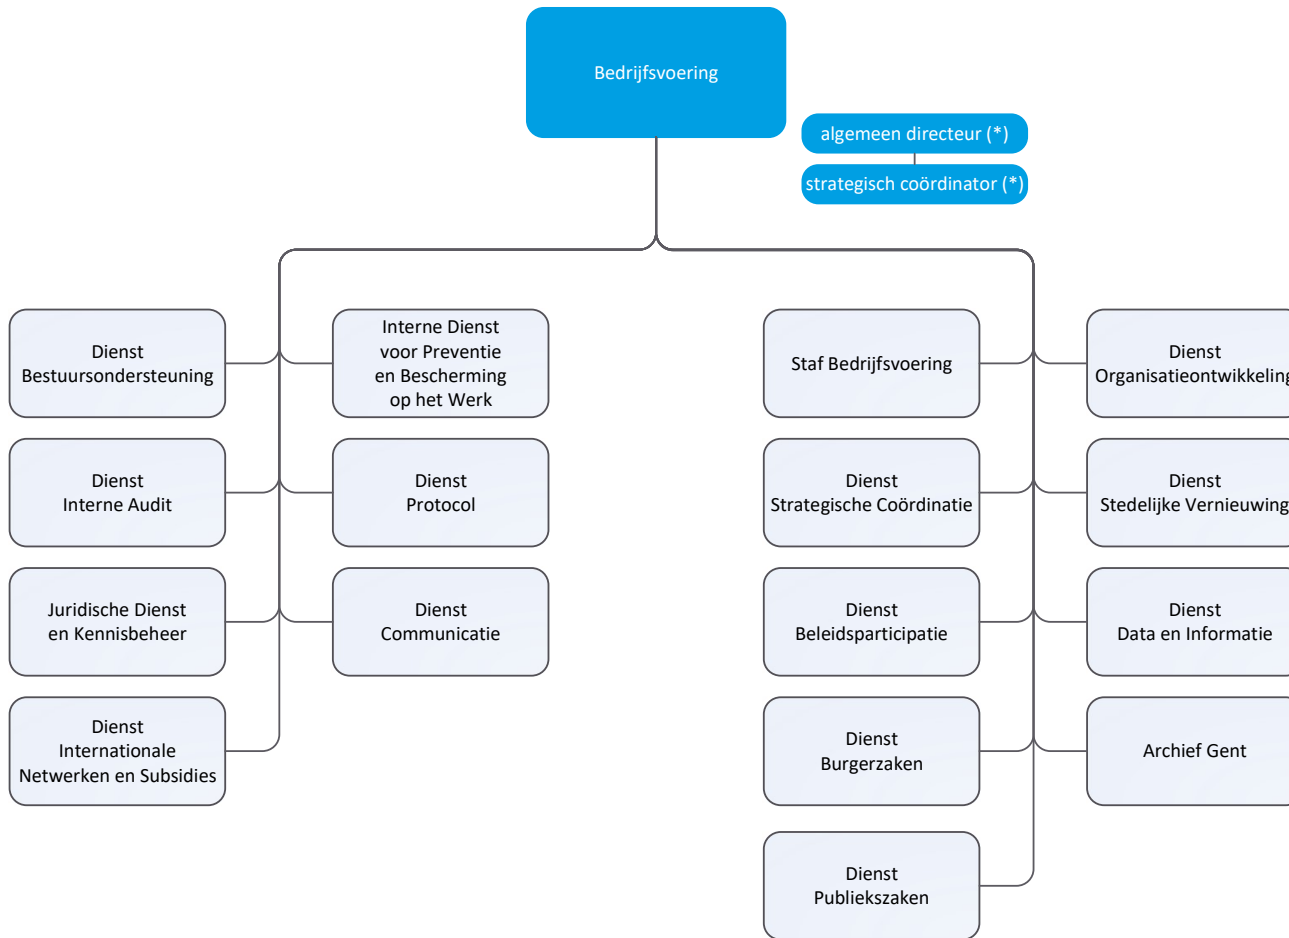 Bedrijfsvoering
algemeen directeur (*)
strategisch coördinator (*)
Dienst
Bestuursondersteuning
Interne Dienst
voor Preventie
en Bescherming
op het Werk
Staf Bedrijfsvoering
Dienst
Organisatieontwikkeling
Dienst
Interne Audit
Dienst
Protocol
Dienst
Strategische Coördinatie
Dienst
Stedelijke Vernieuwing
Juridische Dienst
en Kennisbeheer
Dienst
Communicatie
Dienst
Beleidsparticipatie
Dienst
Data en Informatie
Dienst
Internationale
Netwerken en Subsidies
Dienst
Burgerzaken
Archief Gent
Dienst
Publiekszaken